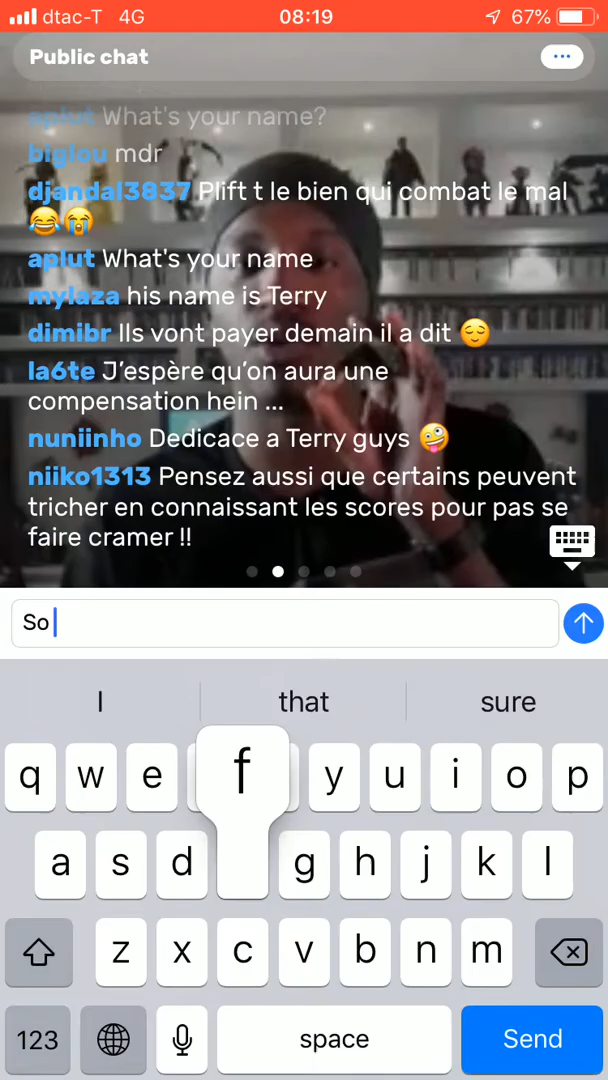 dtac-T 4G 08:19 67%
Public chat
aplut What's your name?
biglou mdr
djandal3837 Plift t le bien qui combat le mal
😂😭
aplut What's your name
mylaza his name is Terry
dimibr Ils vont payer demain il a dit 😌
la6te J’espère qu’on aura une
compensation hein ...
nuniinho Dedicace a Terry guys 🤪
niiko1313 Pensez aussi que certains peuvent
tricher en connaissant les scores pour pas se
faire cramer !!
So
I that sure
q w e f y u i o p
a s d g h j k l
z x c v b n m
123 space Send